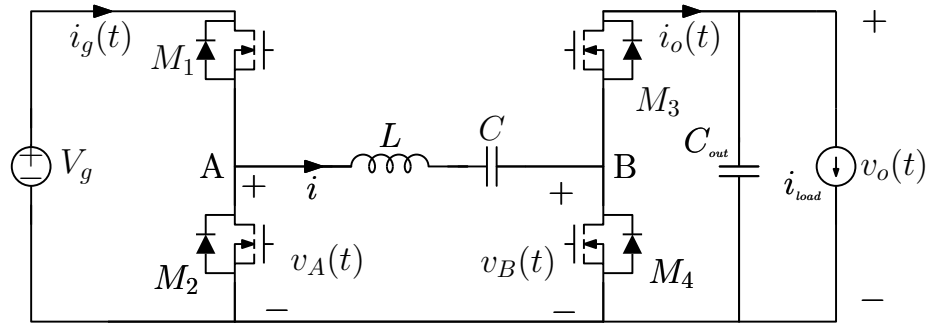 i_g(t)
i_o(t)
+
M_1
M_3
L
C
C_out
V_g
A
B
v_o(t)
+
i
+
i_load
v_A(t)
v_B(t)
M_2
M_4
−
−
−